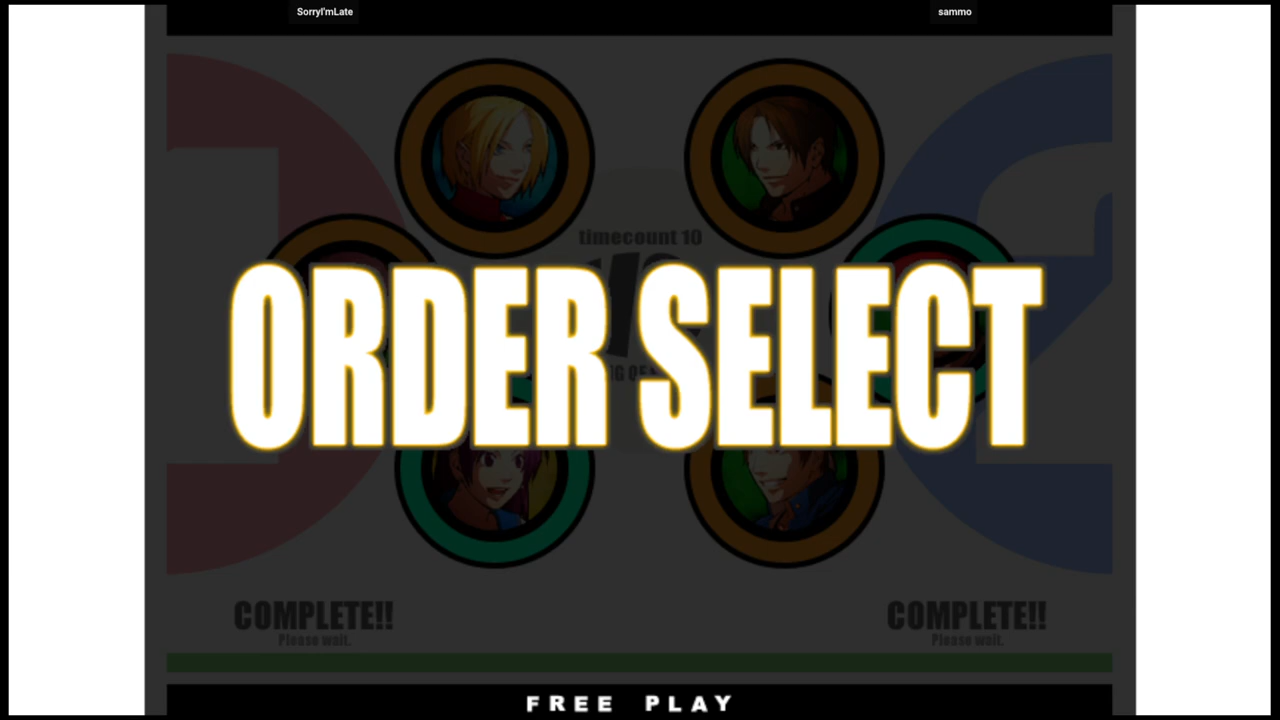 SorryI'mLate
sammo
timecount 10
ORDER SELECT
COMPLETE!!
Please wait.
COMPLETE!!
Please wait.
FREE PLAY